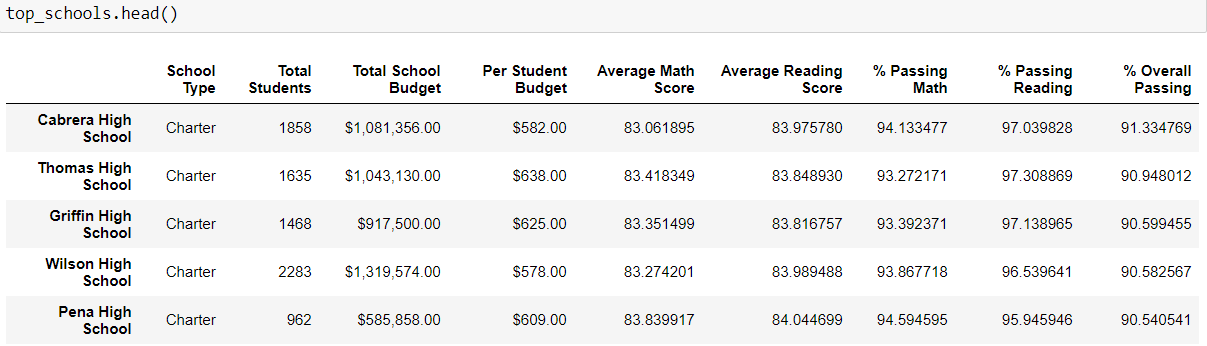 top_schools.head()
School Type Total Students Total School Budget Per Student Budget Average Math Score Average Reading Score % Passing Math % Passing Reading % Overall Passing
Cabrera High School Charter 1858 $1,081,356.00 $582.00 83.061895 83.975780 94.133477 97.039828 91.334769
Thomas High School Charter 1635 $1,043,130.00 $638.00 83.418349 83.848930 93.272171 97.308869 90.948012
Griffin High School Charter 1468 $917,500.00 $625.00 83.351499 83.816757 93.392371 97.138965 90.599455
Wilson High School Charter 2283 $1,319,574.00 $578.00 83.274201 83.989488 93.867718 96.539641 90.582567
Pena High School Charter 962 $585,858.00 $609.00 83.839917 84.044699 94.594595 95.945946 90.540541